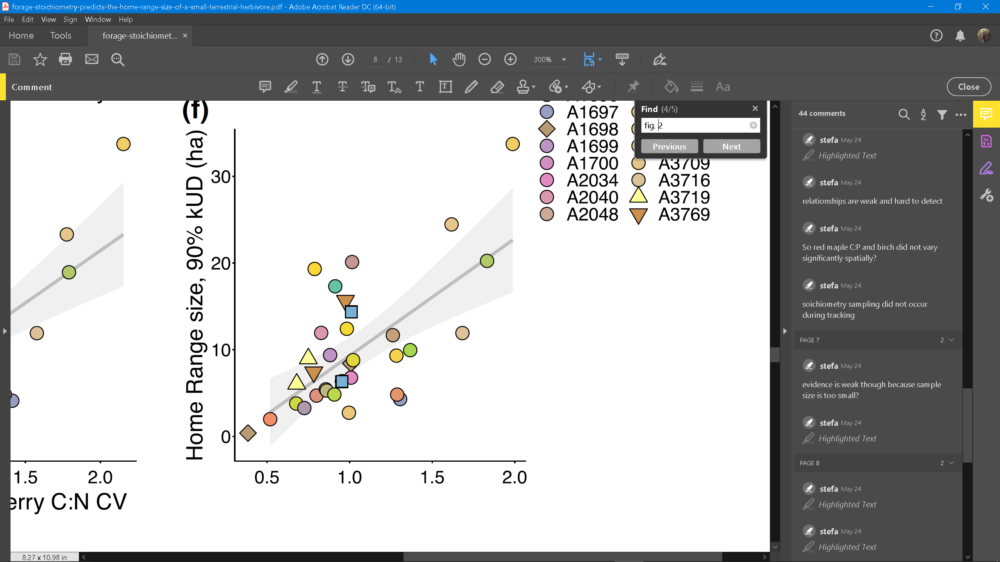 forage-stoichiometry-predicts-the-home-range-size-of-a-small-terrestrial-herbivore.pdf - Adobe Acrobat Reader DC (64-bit)
File Edit View Sign Window Help
Home Tools forage-stoichiomet... ×
8 / 13 300%
Comment
Close
(f)
A1697
A1698
A1699
A1700
A2034
A2040
A2048
A3709
A3716
A3719
A3769
Find (4/5)
fig. 2
Previous Next
Home Range size, 90% kUD (ha)
30
20
10
0
1.5 2.0
erry C:N CV
0.5 1.0 1.5 2.0
8.27 x 10.98 in
44 comments
stefa May 24
Highlighted Text
stefa May 24
relationships are weak and hard to detect
stefa May 24
So red maple C:P and birch did not vary
significantly spatially?
stefa May 24
soichiometry sampling did not occur
during tracking
PAGE 7 2
stefa May 24
evidence is weak though because sample
size is too small?
stefa May 24
Highlighted Text
PAGE 8 2
stefa May 24
Highlighted Text
stefa May 24
Highlighted Text